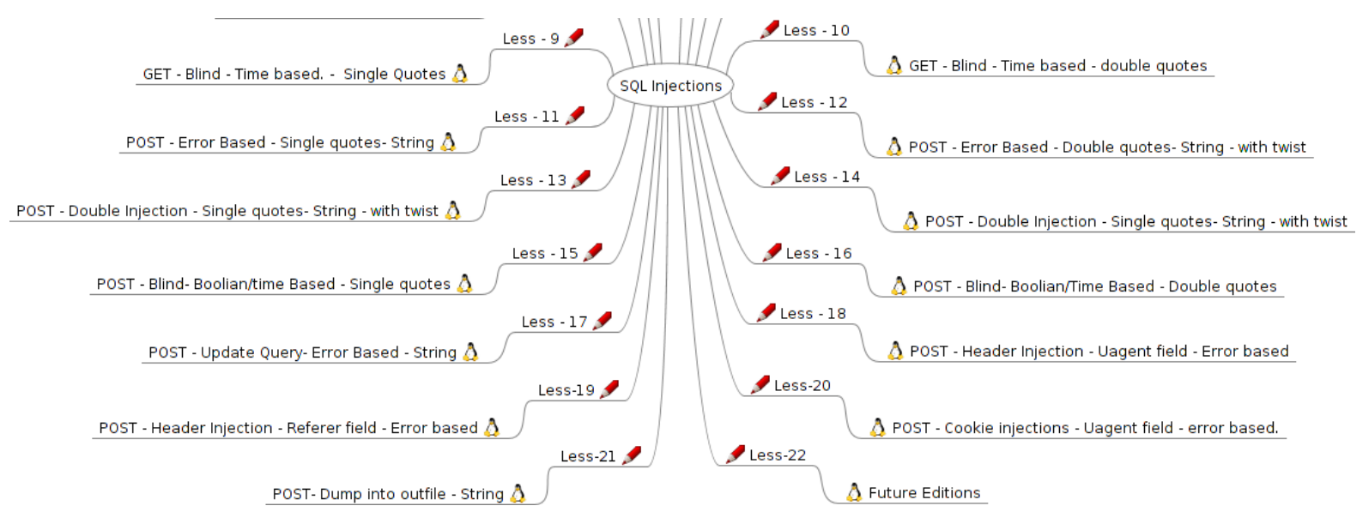 Less - 9
GET - Blind - Time based. - Single Quotes
Less - 11
POST - Error Based - Single quotes- String
Less - 13
POST - Double Injection - Single quotes- String - with twist
Less - 15
POST - Blind- Boolian/time Based - Single quotes
Less - 17
POST - Update Query- Error Based - String
Less-19
POST - Header Injection - Referer field - Error based
Less-21
POST- Dump into outfile - String
SQL Injections
Less - 10
GET - Blind - Time based - double quotes
Less - 12
POST - Error Based - Double quotes- String - with twist
Less - 14
POST - Double Injection - Single quotes- String - with twist
Less - 16
POST - Blind- Boolian/Time Based - Double quotes
Less - 18
POST - Header Injection - Uagent field - Error based
Less-20
POST - Cookie injections - Uagent field - error based.
Less-22
Future Editions